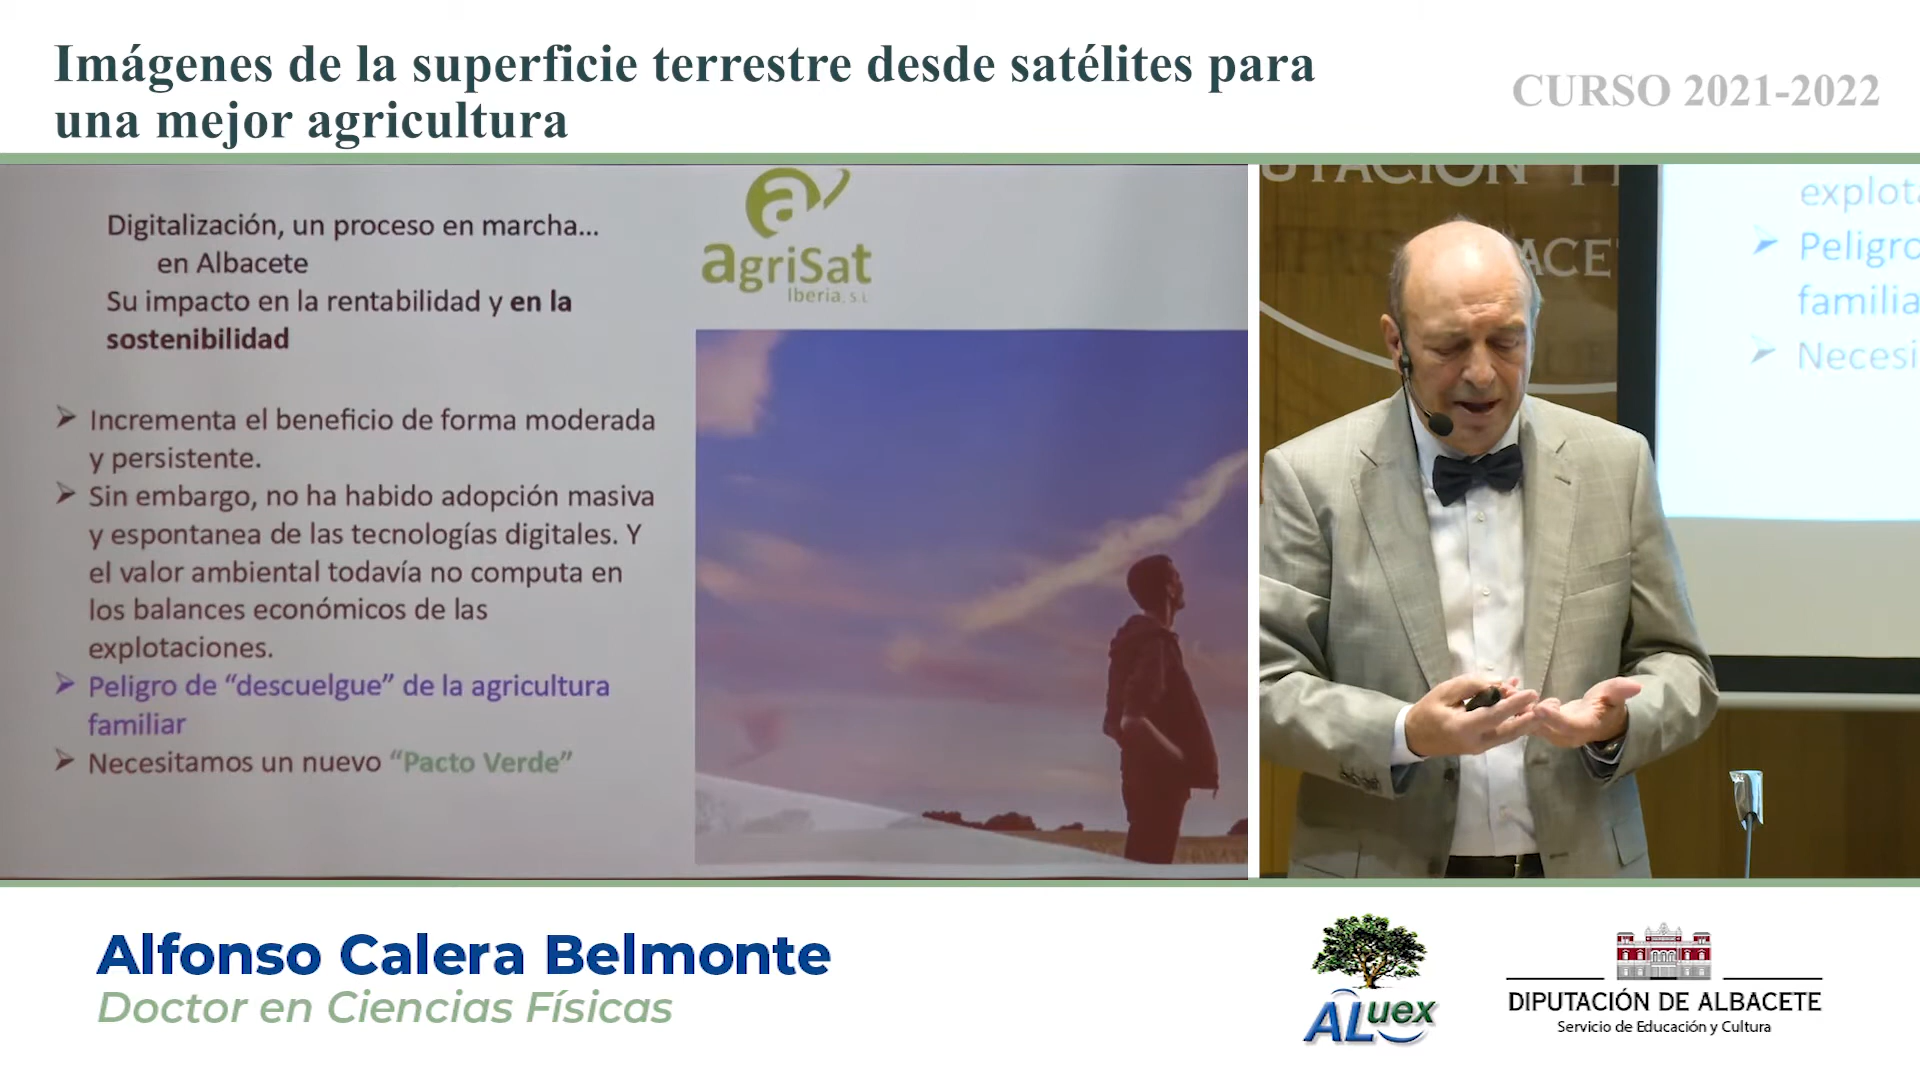 Imágenes de la superficie terrestre desde satélites para
una mejor agricultura
CURSO 2021-2022
Digitalización, un proceso en marcha...
en Albacete
Su impacto en la rentabilidad y en la
sostenibilidad
Incrementa el beneficio de forma moderada
y persistente.
Sin embargo, no ha habido adopción masiva
y espontanea de las tecnologías digitales. Y
el valor ambiental todavía no computa en
los balances económicos de las
explotaciones.
Peligro de “descuelgue” de la agricultura
familiar
Necesitamos un nuevo “Pacto Verde”
a
agriSat
Iberia, S.L
explota
Peligro
familia
Necesi
Alfonso Calera Belmonte
Doctor en Ciencias Físicas
ALuex
DIPUTACIÓN DE ALBACETE
Servicio de Educación y Cultura